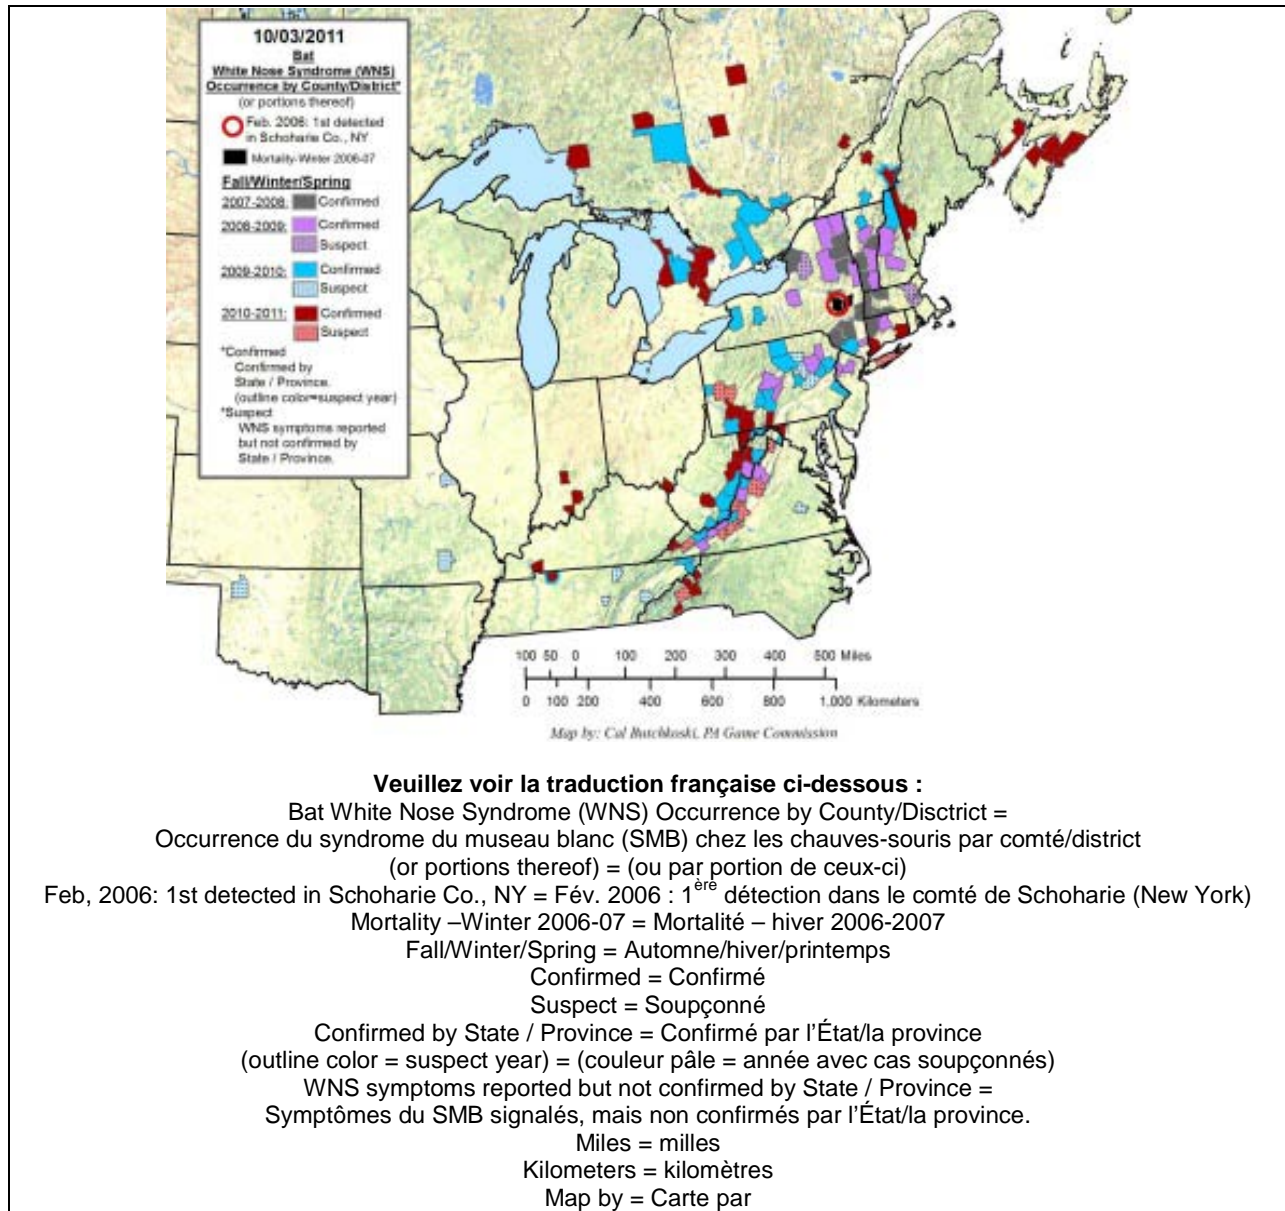 10/03/2011
Bat
White Nose Syndrome (WNS)
Occurrence by County/District*
(or portions thereof)
Feb. 2006: 1st detected
in Schoharie Co., NY
Mortality-Winter 2006-07
Fall/Winter/Spring
2007-2008: Confirmed
2008-2009: Confirmed
Suspect
2009-2010: Confirmed
Suspect
2010-2011: Confirmed
Suspect
*Confirmed
Confirmed by
State / Province.
(outline color=suspect year)
*Suspect
WNS symptoms reported
but not confirmed by
State / Province.
100 50 0 100 200 300 400 500 Miles
0 100 200 400 600 800 1,000 Kilometers
Map by: Cal Butchkoski, PA Game Commission
Veuillez voir la traduction française ci-dessous :
Bat White Nose Syndrome (WNS) Occurrence by County/Disctrict =
Occurrence du syndrome du museau blanc (SMB) chez les chauves-souris par comté/district
(or portions thereof) = (ou par portion de ceux-ci)
Feb, 2006: 1st detected in Schoharie Co., NY = Fév. 2006 : 1ère détection dans le comté de Schoharie (New York)
Mortality –Winter 2006-07 = Mortalité – hiver 2006-2007
Fall/Winter/Spring = Automne/hiver/printemps
Confirmed = Confirmé
Suspect = Soupçonné
Confirmed by State / Province = Confirmé par l'État/la province
(outline color = suspect year) = (couleur pâle = année avec cas soupçonnés)
WNS symptoms reported but not confirmed by State / Province =
Symptômes du SMB signalés, mais non confirmés par l'État/la province.
Miles = milles
Kilometers = kilomètres
Map by = Carte par